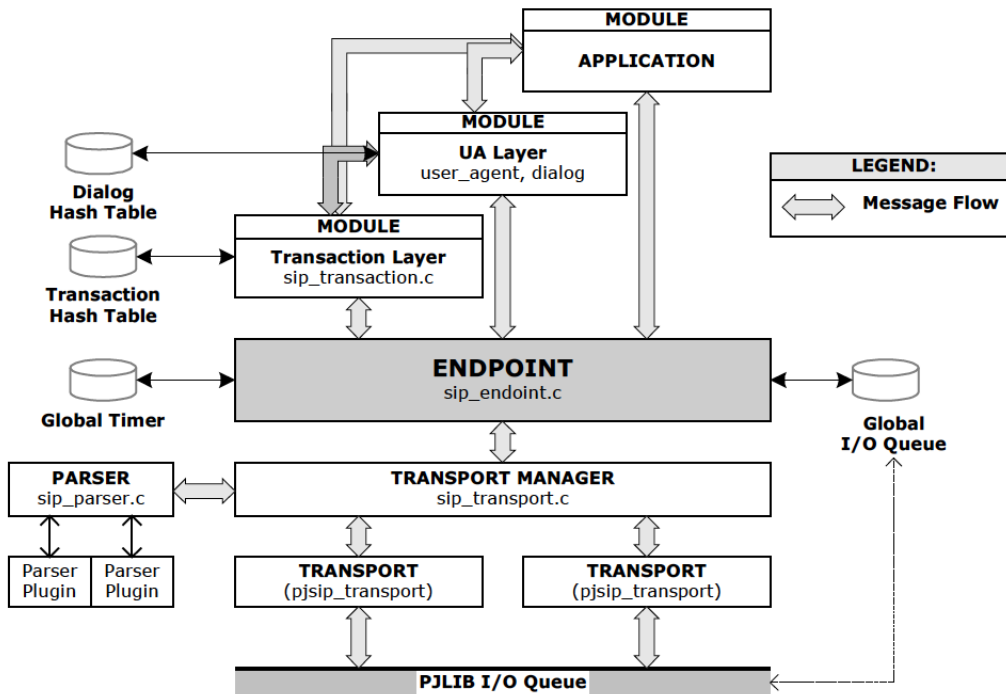 MODULE
APPLICATION
MODULE
UA Layer
user_agent, dialog
Dialog
Hash Table
LEGEND:
Message Flow
MODULE
Transaction Layer
sip_transaction.c
Transaction
Hash Table
ENDPOINT
sip_endoint.c
Global Timer
Global
I/O Queue
PARSER
sip_parser.c
TRANSPORT MANAGER
sip_transport.c
Parser
Plugin
Parser
Plugin
TRANSPORT
(pjsip_transport)
TRANSPORT
(pjsip_transport)
PJLIB I/O Queue